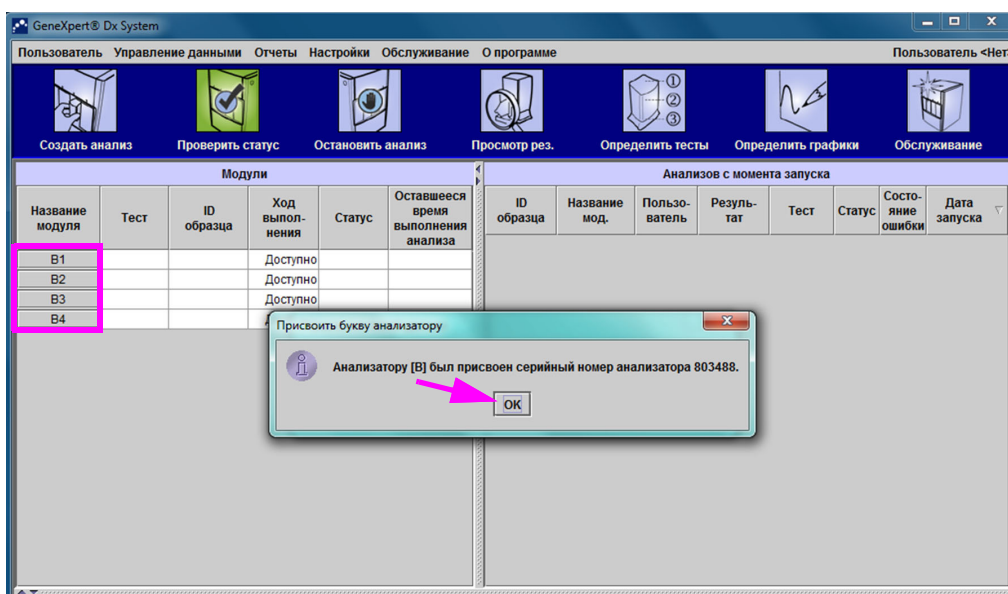 GeneXpert® Dx System
Пользователь Управление данными Отчеты Настройки Обслуживание О программе Пользователь <Нет
①
②
③
Создать анализ Проверить статус Остановить анализ Просмотр рез. Определить тесты Определить графики Обслуживание
Модули
Название модуля
Тест
ID образца
Ход выпол-
нения
Статус
Оставшееся
время
выполнения
анализа
B1 Доступно
B2 Доступно
B3 Доступно
B4
Анализов с момента запуска
ID
образца
Название
мод.
Пользо-
ватель
Резуль-
тат
Тест
Статус
Состо-
яние
ошибки
Дата
запуска
Присвоить букву анализатору
Анализатору [B] был присвоен серийный номер анализатора 803488.
OK